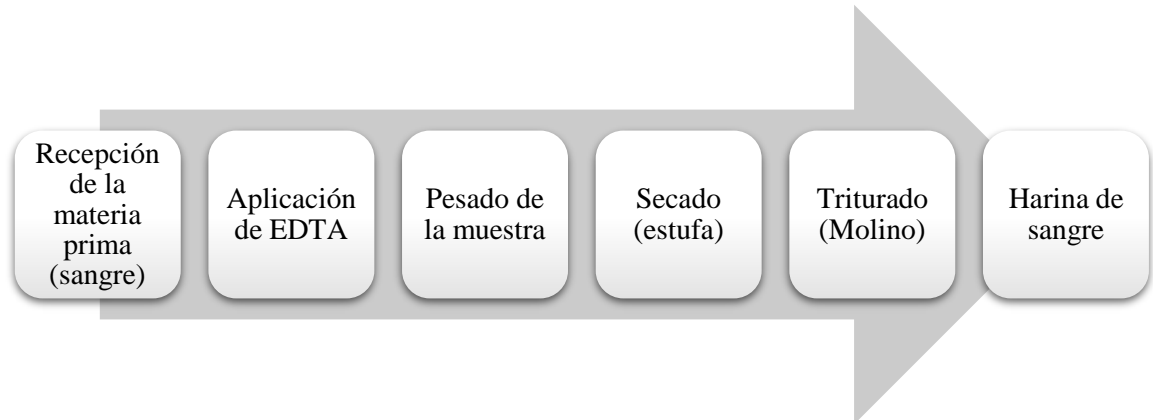 Recepción
de la
materia
prima
(sangre)
Aplicación
de EDTA
Pesado de
la muestra
Secado
(estufa)
Triturado
(Molino)
Harina de
sangre